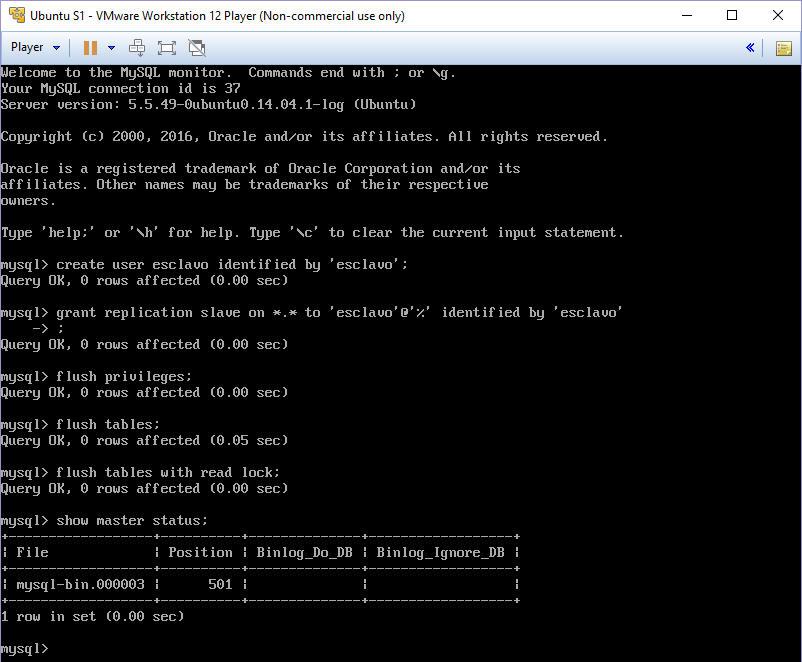 Ubuntu S1 - VMware Workstation 12 Player (Non-commercial use only)
Player
Welcome to the MySQL monitor.  Commands end with ; or \g.
Your MySQL connection id is 37
Server version: 5.5.49-0ubuntu0.14.04.1-log (Ubuntu)
Copyright (c) 2000, 2016, Oracle and/or its affiliates. All rights reserved.
Oracle is a registered trademark of Oracle Corporation and/or its
affiliates. Other names may be trademarks of their respective
owners.
Type 'help;' or '\h' for help. Type '\c' to clear the current input statement.
mysql> create user esclavo identified by 'esclavo';
Query OK, 0 rows affected (0.00 sec)
mysql> grant replication slave on *.* to 'esclavo'@'%' identified by 'esclavo'
    -> ;
Query OK, 0 rows affected (0.00 sec)
mysql> flush privileges;
Query OK, 0 rows affected (0.00 sec)
mysql> flush tables;
Query OK, 0 rows affected (0.05 sec)
mysql> flush tables with read lock;
Query OK, 0 rows affected (0.00 sec)
mysql> show master status;
+------------------+----------+--------------+------------------+
| File             | Position | Binlog_Do_DB | Binlog_Ignore_DB |
+------------------+----------+--------------+------------------+
| mysql-bin.000003 |      501 |              |                  |
+------------------+----------+--------------+------------------+
1 row in set (0.00 sec)
mysql>